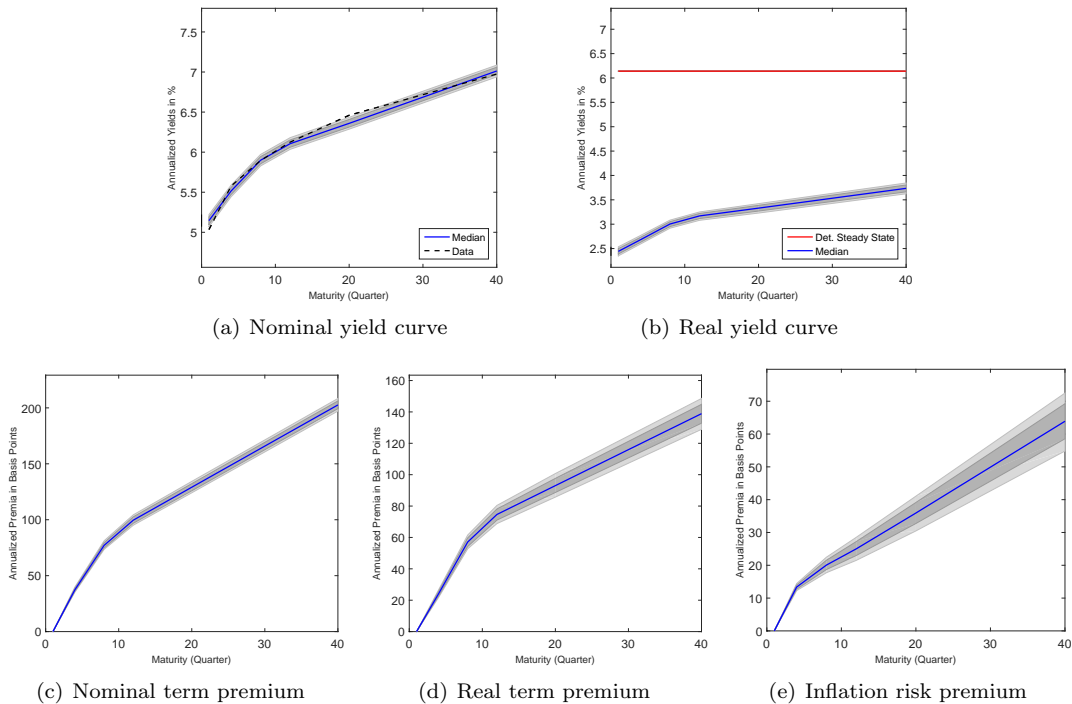 7.5
7
6.5
6
5.5
5
Annualized Yields in %
0 10 20 30 40
Maturity (Quarter)
Median
Data
(a) Nominal yield curve
7
6.5
6
5.5
5
4.5
4
3.5
3
2.5
Annualized Yields in %
0 10 20 30 40
Maturity (Quarter)
Det. Steady State
Median
(b) Real yield curve
200
150
100
50
0
Annualized Premia in Basis Points
0 10 20 30 40
Maturity (Quarter)
(c) Nominal term premium
160
140
120
100
80
60
40
20
0
Annualized Premia in Basis Points
0 10 20 30 40
Maturity (Quarter)
(d) Real term premium
70
60
50
40
30
20
10
0
Annualized Premia in Basis Points
0 10 20 30 40
Maturity (Quarter)
(e) Inflation risk premium